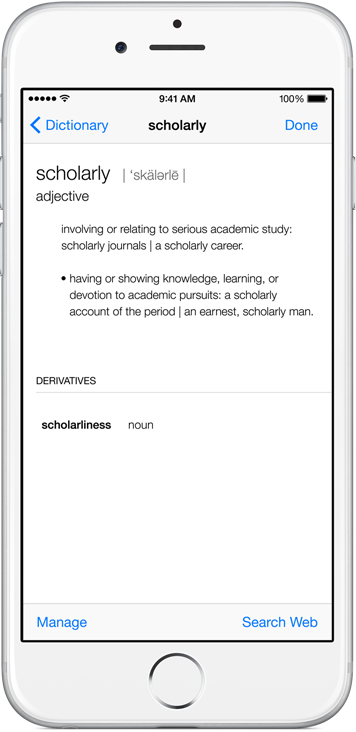 9:41 AM 100%
Dictionary scholarly Done
scholarly | ˈskälərlē |
adjective
involving or relating to serious academic study:
scholarly journals | a scholarly career.
• having or showing knowledge, learning, or
devotion to academic pursuits: a scholarly
account of the period | an earnest, scholarly man.
DERIVATIVES
scholarliness noun
Manage Search Web